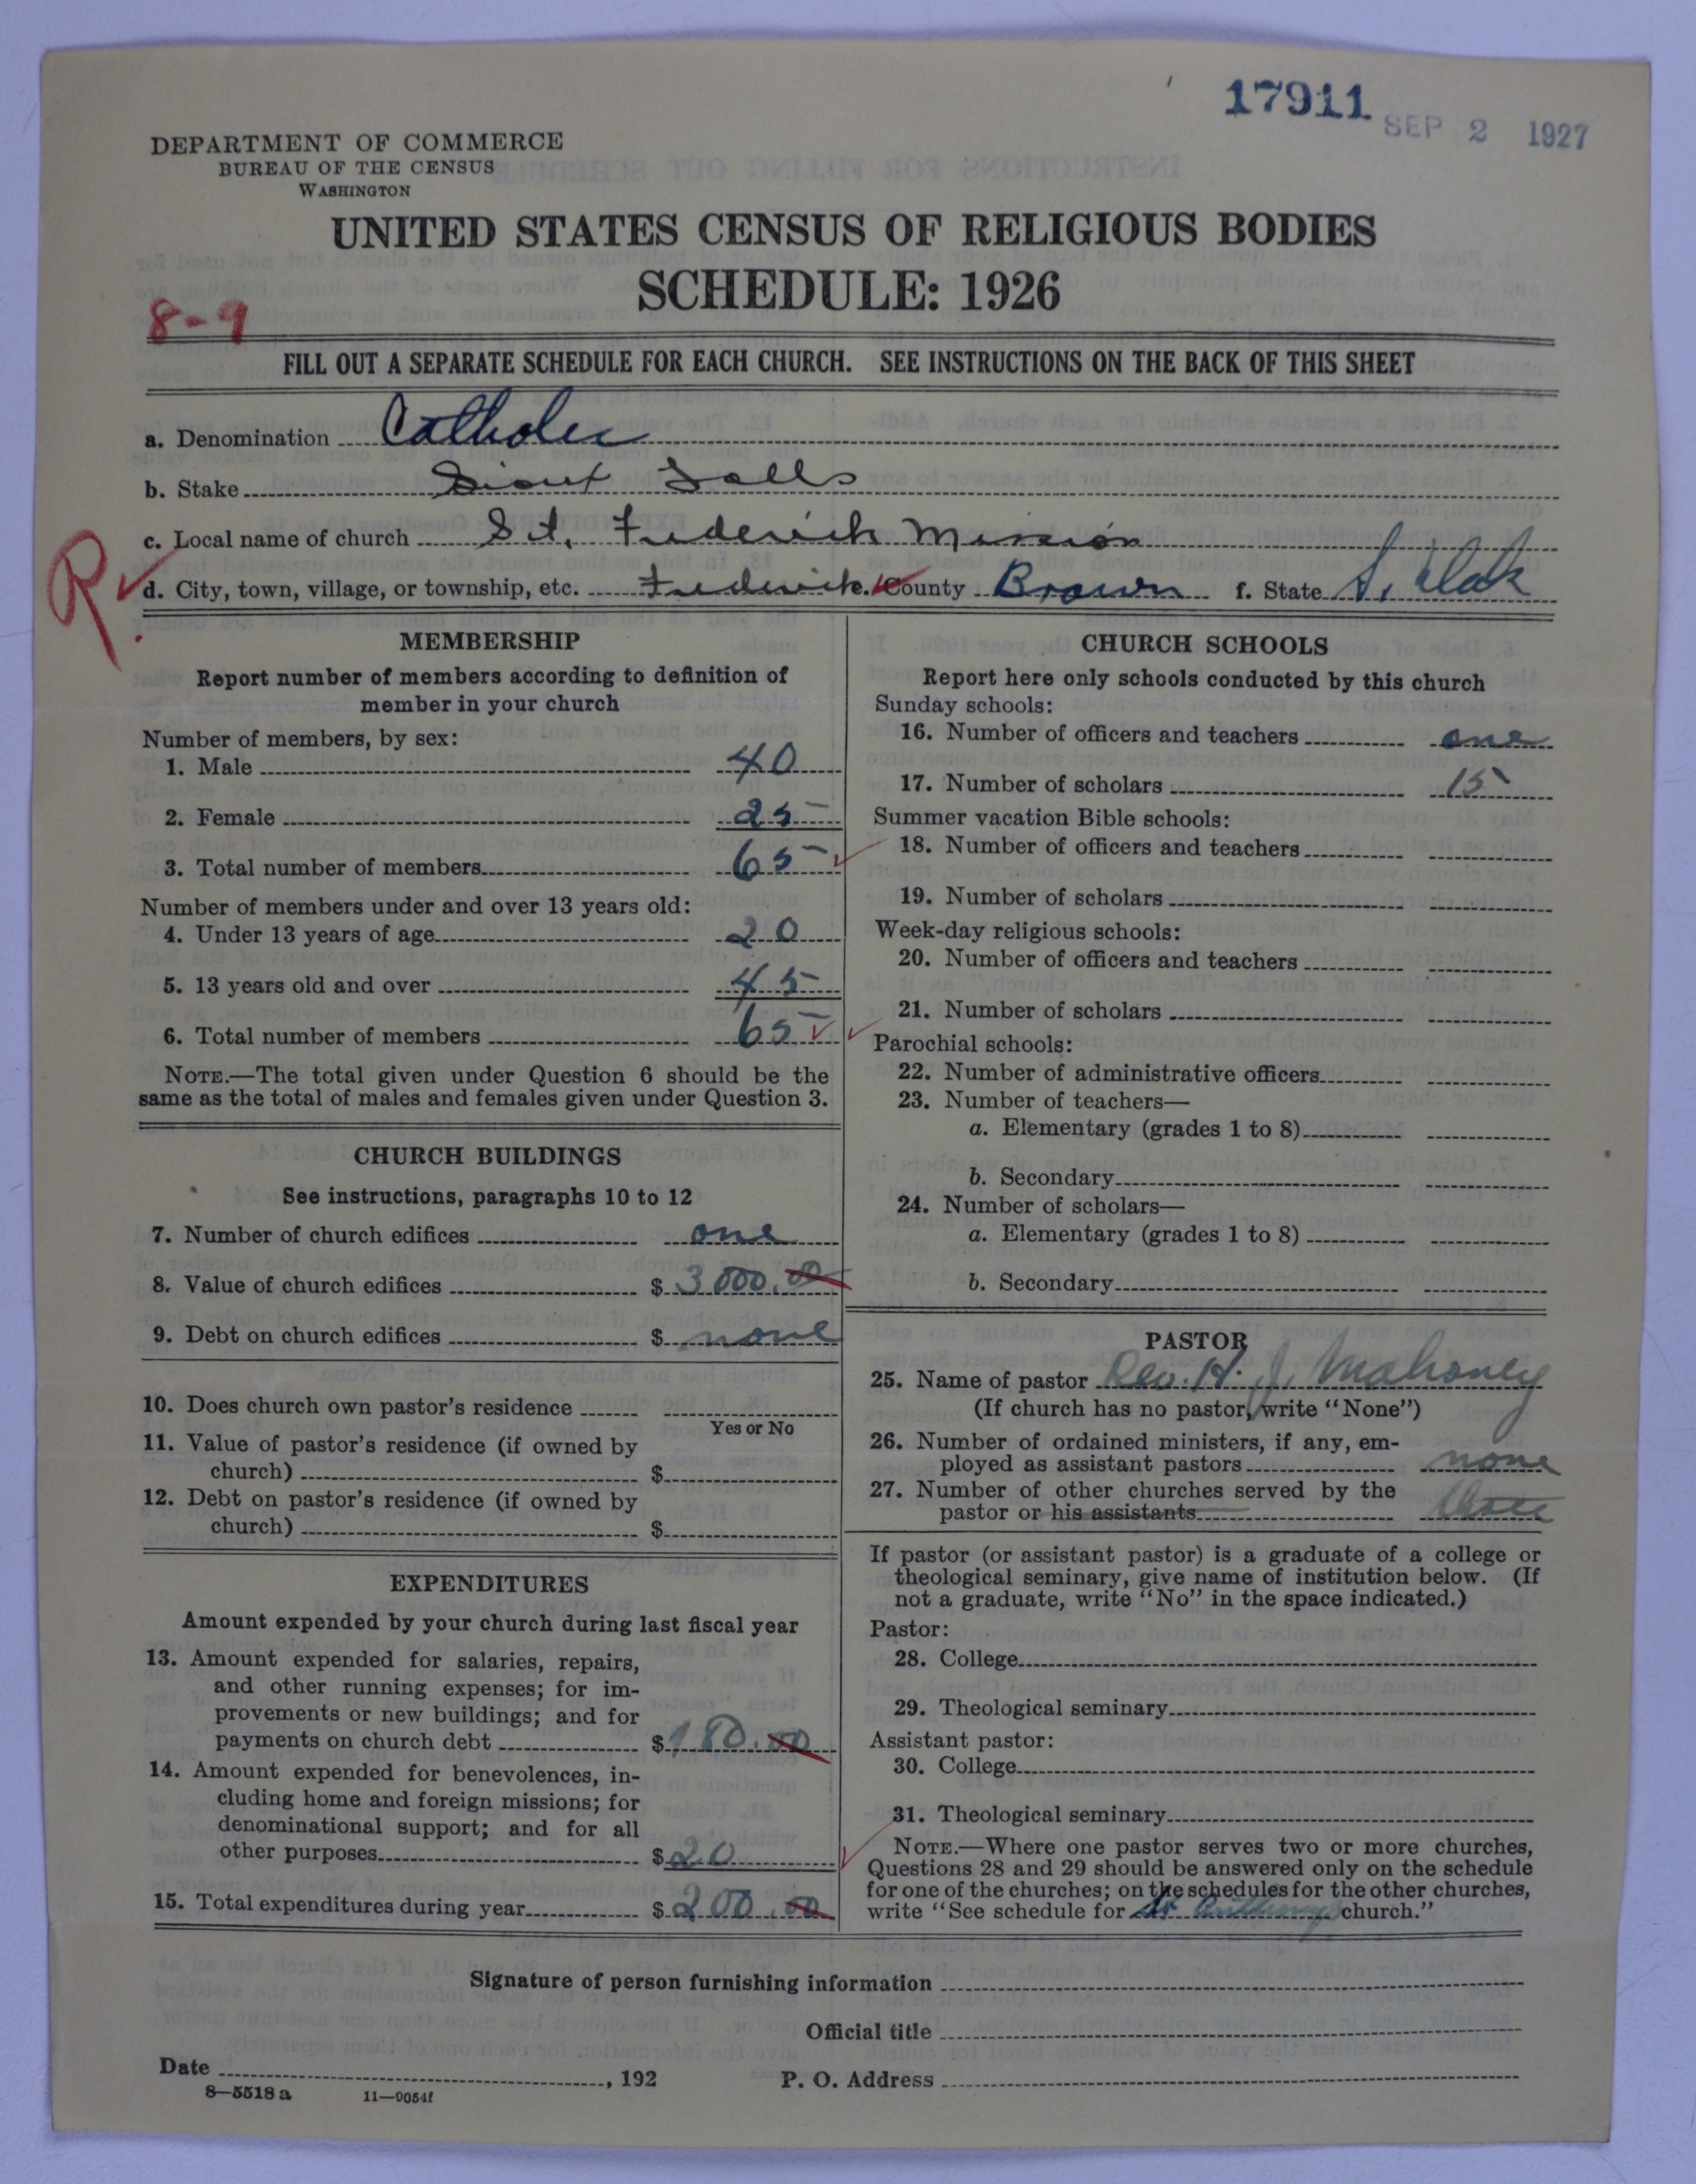 17911
SEP 2 1927
DEPARTMENT OF COMMERCE
BUREAU OF THE CENSUS
WASHINGTON
UNITED STATES CENSUS OF RELIGIOUS BODIES
SCHEDULE: 1926
8-9
FILL OUT A SEPARATE SCHEDULE FOR EACH CHURCH. SEE INSTRUCTIONS ON THE BACK OF THIS SHEET
a. Denomination Catholic
b. Stake Sioux Falls
c. Local name of church St. Frederick Mission
R
d. City, town, village, or township, etc. Frederick. County Brown f. State S. Dak
MEMBERSHIP
Report number of members according to definition of
member in your church
Number of members, by sex:
1. Male 40
2. Female 25
3. Total number of members 65
Number of members under and over 13 years old:
4. Under 13 years of age 20
5. 13 years old and over 45
6. Total number of members 65
NOTE.—The total given under Question 6 should be the
same as the total of males and females given under Question 3.
CHURCH BUILDINGS
See instructions, paragraphs 10 to 12
7. Number of church edifices one
8. Value of church edifices $ 3000.00
9. Debt on church edifices $ none
10. Does church own pastor's residence
Yes or No
11. Value of pastor's residence (if owned by
church) $
12. Debt on pastor's residence (if owned by
church) $
EXPENDITURES
Amount expended by your church during last fiscal year
13. Amount expended for salaries, repairs,
and other running expenses; for im-
provements or new buildings; and for
payments on church debt $ 180.00
14. Amount expended for benevolences, in-
cluding home and foreign missions; for
denominational support; and for all
other purposes $ 20
15. Total expenditures during year $ 200.00
CHURCH SCHOOLS
Report here only schools conducted by this church
Sunday schools:
16. Number of officers and teachers one
17. Number of scholars 15
Summer vacation Bible schools:
18. Number of officers and teachers
19. Number of scholars
Week-day religious schools:
20. Number of officers and teachers
21. Number of scholars
Parochial schools:
22. Number of administrative officers
23. Number of teachers—
a. Elementary (grades 1 to 8)
b. Secondary
24. Number of scholars—
a. Elementary (grades 1 to 8)
b. Secondary
PASTOR
25. Name of pastor Rev. H. J. Mahoney
(If church has no pastor, write "None")
26. Number of ordained ministers, if any, em-
ployed as assistant pastors none
27. Number of other churches served by the
pastor or his assistants
If pastor (or assistant pastor) is a graduate of a college or
theological seminary, give name of institution below. (If
not a graduate, write "No" in the space indicated.)
Pastor:
28. College
29. Theological seminary
Assistant pastor:
30. College
31. Theological seminary
NOTE.—Where one pastor serves two or more churches,
Questions 28 and 29 should be answered only on the schedule
for one of the churches; on the schedules for the other churches,
write "See schedule for St Anthonys church."
Signature of person furnishing information
Official title
Date , 192
P. O. Address
8—5518 a 11—9054f